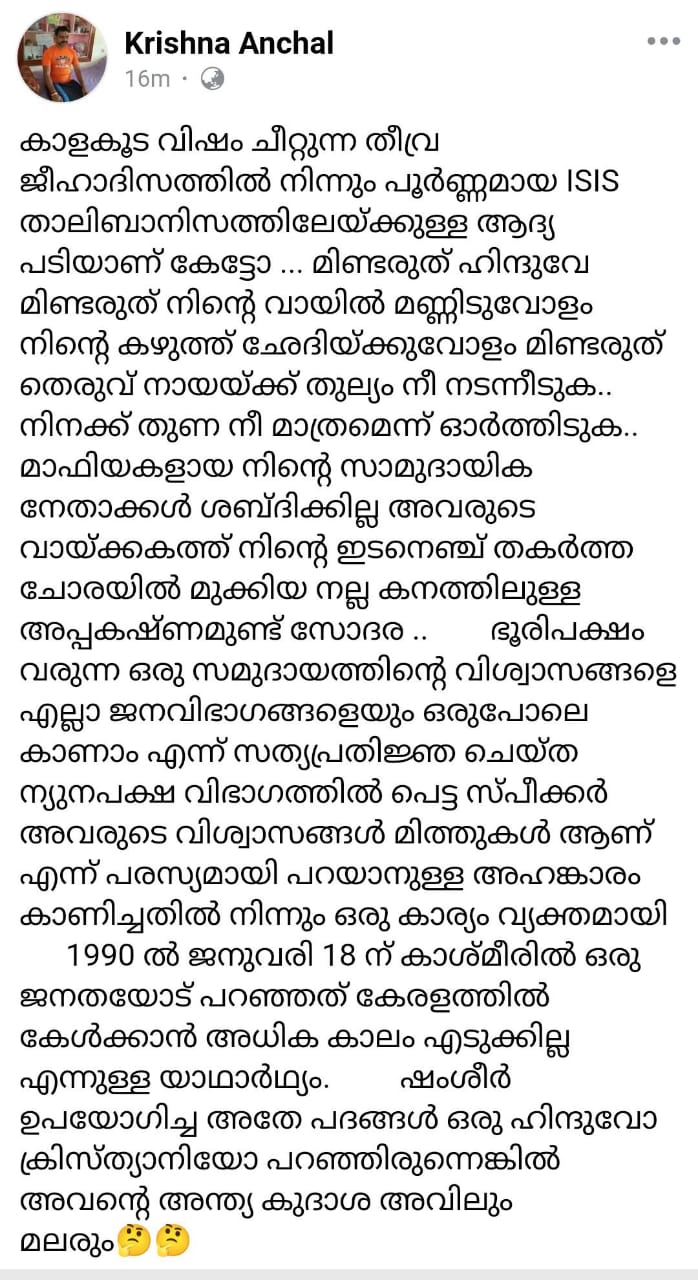 Krishna Anchal
16m ·
കാളകൂട വിഷം ചീറ്റുന്ന തീവ്ര
ജീഹാദിസത്തിൽ നിന്നും പൂർണ്ണമായ ISIS
താലിബാനിസത്തിലേയ്ക്കുള്ള ആദ്യ
പടിയാണ് കേട്ടോ ... മിണ്ടരുത് ഹിന്ദുവേ
മിണ്ടരുത് നിന്റെ വായിൽ മണ്ണിടുവോളം
നിന്റെ കഴുത്ത് ഛേദിയ്ക്കുവോളം മിണ്ടരുത്
തെരുവ് നായയ്ക്ക് തുല്യം നീ നടന്നീടുക..
നിനക്ക് തുണ നീ മാത്രമെന്ന് ഓർത്തിടുക..
മാഫിയകളായ നിന്റെ സാമുദായിക
നേതാക്കൾ ശബ്ദിക്കില്ല അവരുടെ
വായ്ക്കകത്ത് നിന്റെ ഇടനെഞ്ച് തകർത്ത
ചോരയിൽ മുക്കിയ നല്ല കനത്തിലുള്ള
അപ്പകഷ്ണമുണ്ട് സോദര .. ഭൂരിപക്ഷം
വരുന്ന ഒരു സമുദായത്തിന്റെ വിശ്വാസങ്ങളെ
എല്ലാ ജനവിഭാഗങ്ങളെയും ഒരുപോലെ
കാണാം എന്ന് സത്യപ്രതിജ്ഞ ചെയ്ത
ന്യുനപക്ഷ വിഭാഗത്തിൽ പെട്ട സ്പീക്കർ
അവരുടെ വിശ്വാസങ്ങൾ മിത്തുകൾ ആണ്
എന്ന് പരസ്യമായി പറയാനുള്ള അഹങ്കാരം
കാണിച്ചതിൽ നിന്നും ഒരു കാര്യം വ്യക്തമായി
1990 ൽ ജനുവരി 18 ന് കാശ്മീരിൽ ഒരു
ജനതയോട് പറഞ്ഞത് കേരളത്തിൽ
കേൾക്കാൻ അധിക കാലം എടുക്കില്ല
എന്നുള്ള യാഥാർഥ്യം. ഷംശീർ
ഉപയോഗിച്ച അതേ പദങ്ങൾ ഒരു ഹിന്ദുവോ
ക്രിസ്ത്യാനിയോ പറഞ്ഞിരുന്നെങ്കിൽ
അവന്റെ അന്ത്യ കുദാശ അവിലും
മലരും🤔🤔